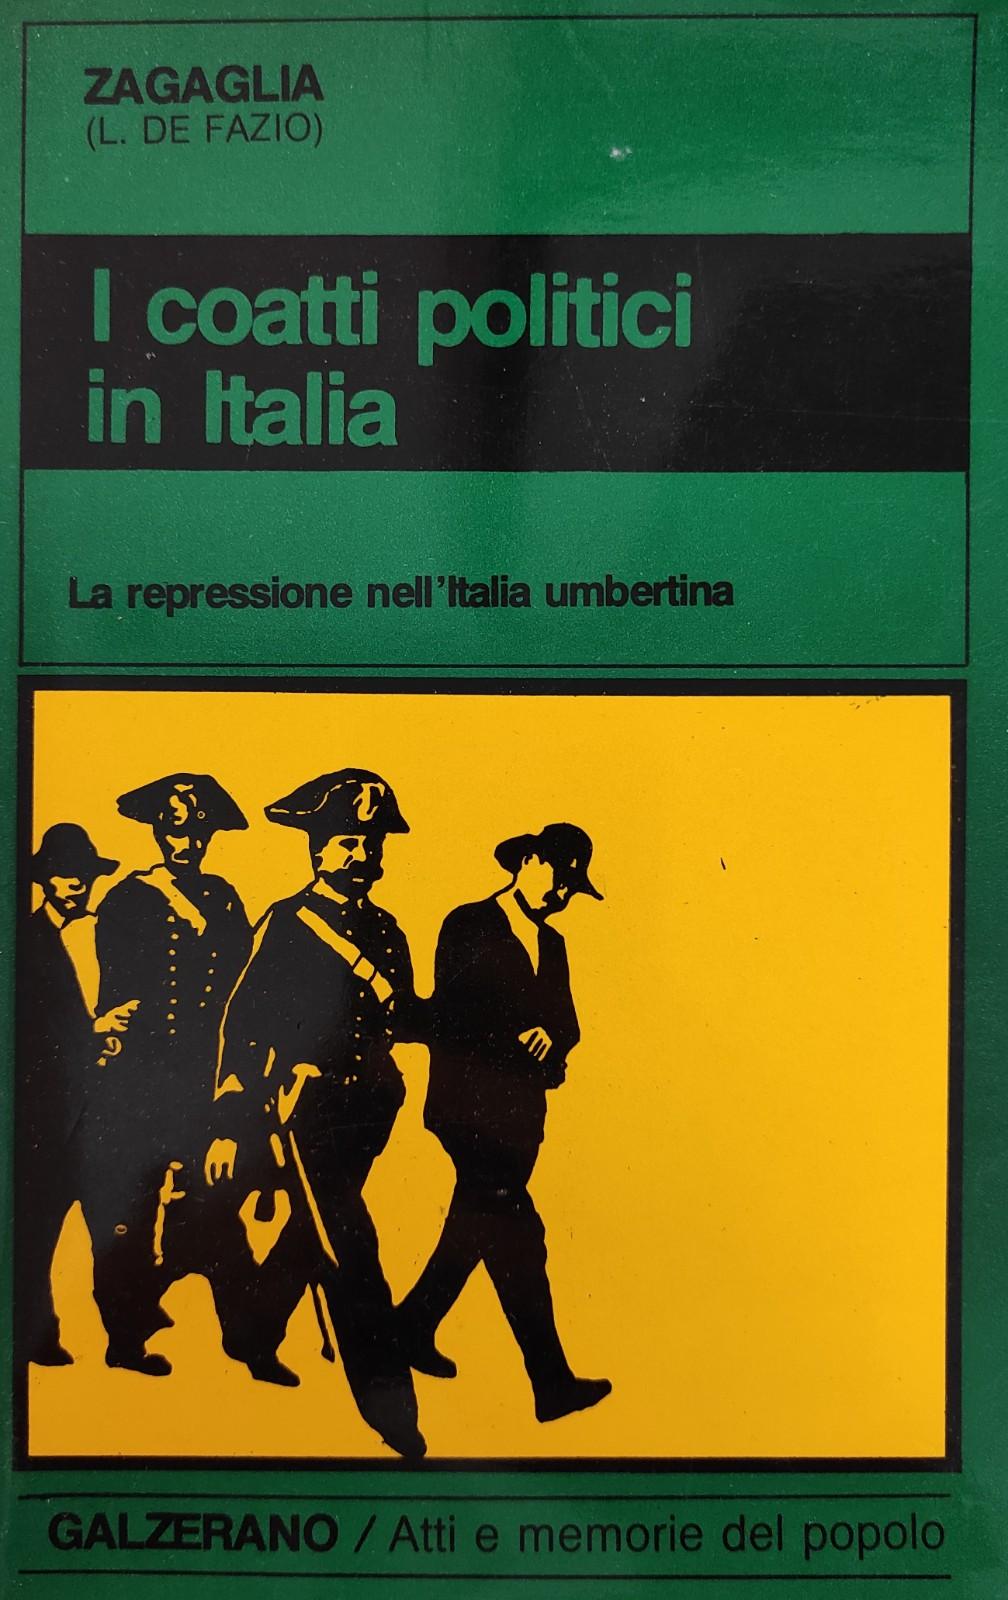 ZAGAGLIA
(L. DE FAZIO)
I coatti politici
in Italia
La repressione nell'Italia umbertina
GALZERANO / Atti e memorie del popolo